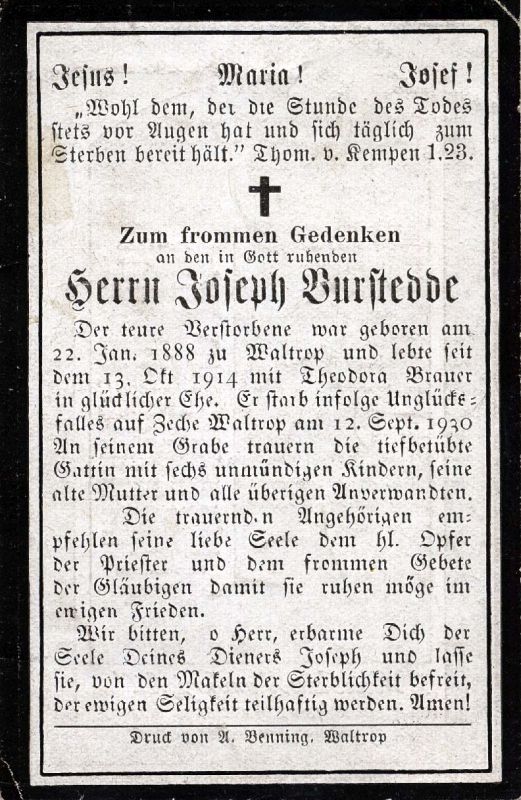 Jesus! Maria! Josef!
„Wohl dem, der die Stunde des Todes
stets vor Augen hat und sich täglich zum
Sterben bereit hält." Thom. v. Kempen 1.23.
Zum frommen Gedenken
an den in Gott ruhenden
Herrn Joseph Burstedde
Der teure Verstorbene war geboren am
22. Jan. 1888 zu Waltrop und lebte seit
dem 13. Okt 1914 mit Theodora Brauer
in glücklicher Ehe. Er starb infolge Unglücks-
falles auf Zeche Waltrop am 12. Sept. 1930
An seinem Grabe trauern die tiefbetübte
Gattin mit sechs unmündigen Kindern, seine
alte Mutter und alle überigen Anverwandten.
Die trauernd.n Angehörigen em-
pfehlen seine liebe Seele dem hl. Opfer
der Priester und dem frommen Gebete
der Gläubigen damit sie ruhen möge im
ewigen Frieden.
Wir bitten, o Herr, erbarme Dich der
Seele Deines Dieners Joseph und lasse
sie, von den Makeln der Sterblichkeit befreit,
der ewigen Seligkeit teilhaftig werden. Amen!
Druck von A. Benning, Waltrop